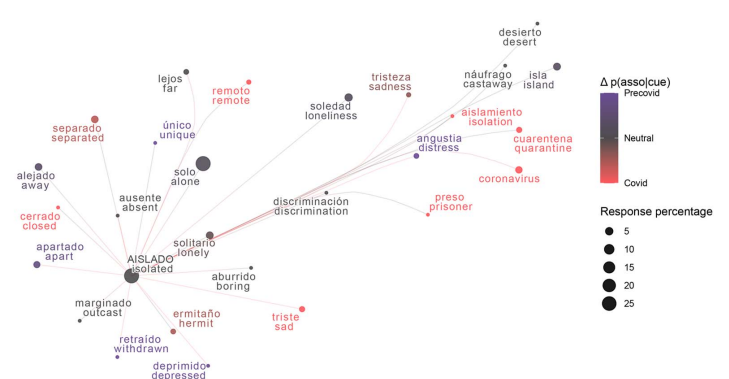 desierto
desert
lejos
far
remoto
remote
tristeza
sadness
náufrago
castaway
isla
island
soledad
loneliness
separado
separated
único
unique
aislamiento
isolation
angustia
distress
cuarentena
quarantine
solo
alone
alejado
away
coronavirus
ausente
absent
discriminación
discrimination
preso
prisoner
cerrado
closed
solitario
lonely
apartado
apart
AISLADO
isolated
aburrido
boring
marginado
outcast
ermitaño
hermit
triste
sad
retraído
withdrawn
deprimido
depressed
Δ p(asso|cue)
Precovid
Neutral
Covid
Response percentage
5
10
15
20
25